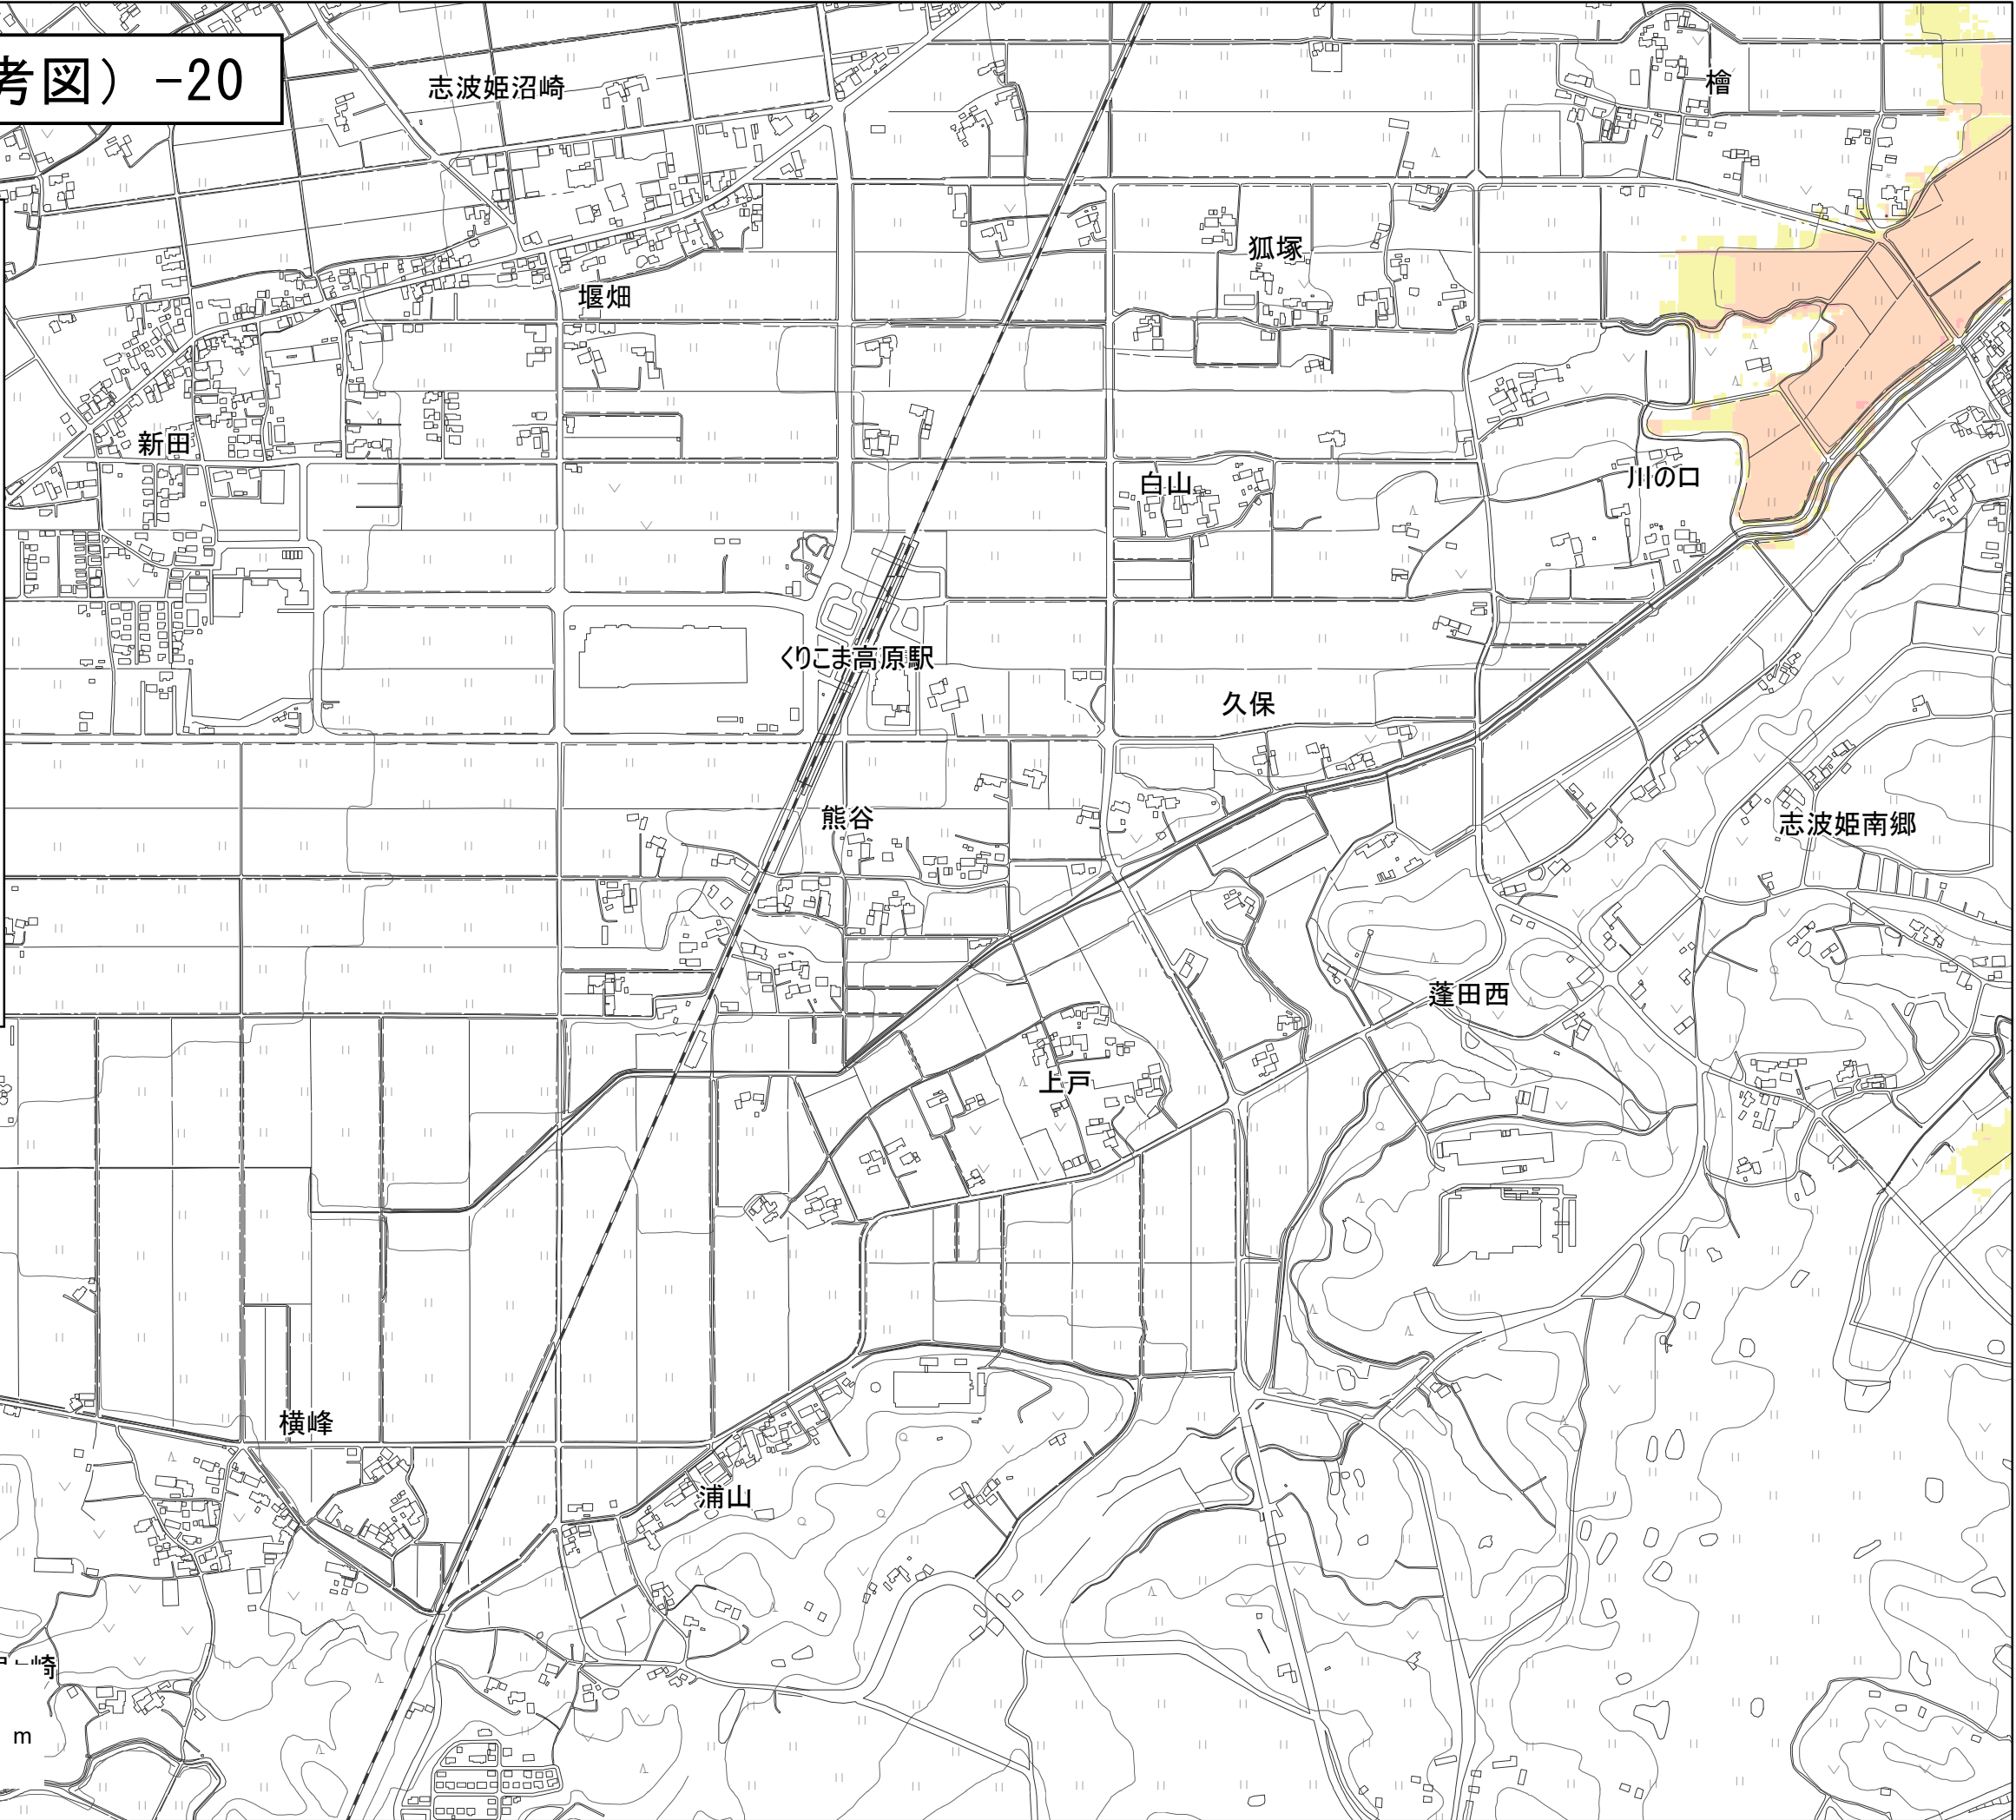 考図) -20
志波姫沼崎
檜
狐塚
堰畑
新田
白山
川の口
くりこま高原駅
久保
熊谷
志波姫南郷
蓬田西
上戸
横峰
浦山
崎
m